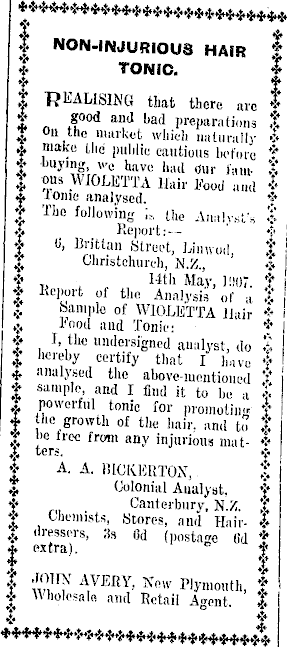 NON-INJURIOUS HAIR
TONIC.
REALISING that there are
good and bad preparations
on the market which naturally
make the public cautious before
buying, we have had our fam-
ous WIOLETTA Hair Food and
Tonic analysed.
The following is the Analyst's
Report:--
6, Brittan Street, Linwod,
Christchurch, N.Z.,
14th May, 1907.
Report of the Analysis of a
Sample of WIOLETTA Hair
Food and Tonic:
I, the undersigned analyst, do
hereby certify that I have
analysed the above-mentioned
sample, and I find it to be a
powerful tonic for promoting
the growth of the hair, and to
be free from any injurious mat-
ters.
A. A. BICKERTON,
Colonial Analyst,
Canterbury, N.Z.
Chemists, Stores, and Hair-
dressers, 3s 6d (postage 6d
extra).
JOHN AVERY, New Plymouth,
Wholesale and Retail Agent.